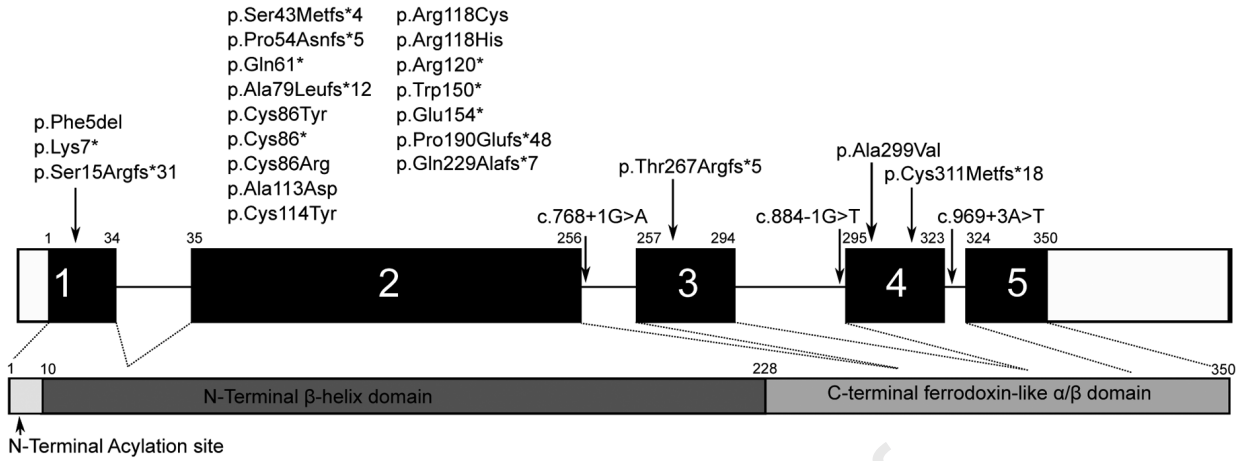 p.Ser43Metfs*4
p.Pro54Asnfs*5
p.Gln61*
p.Ala79Leufs*12
p.Cys86Tyr
p.Cys86*
p.Cys86Arg
p.Ala113Asp
p.Cys114Tyr
p.Arg118Cys
p.Arg118His
p.Arg120*
p.Trp150*
p.Glu154*
p.Pro190Glufs*48
p.Gln229Alafs*7
p.Phe5del
p.Lys7*
p.Ser15Argfs*31
p.Thr267Argfs*5
p.Ala299Val
p.Cys311Metfs*18
c.768+1G>A
c.884-1G>T
c.969+3A>T
1 34 35 256 257 294 295 323 324 350
1 2 3 4 5
1 10 228 350
N-Terminal β-helix domain
C-terminal ferrodoxin-like α/β domain
N-Terminal Acylation site